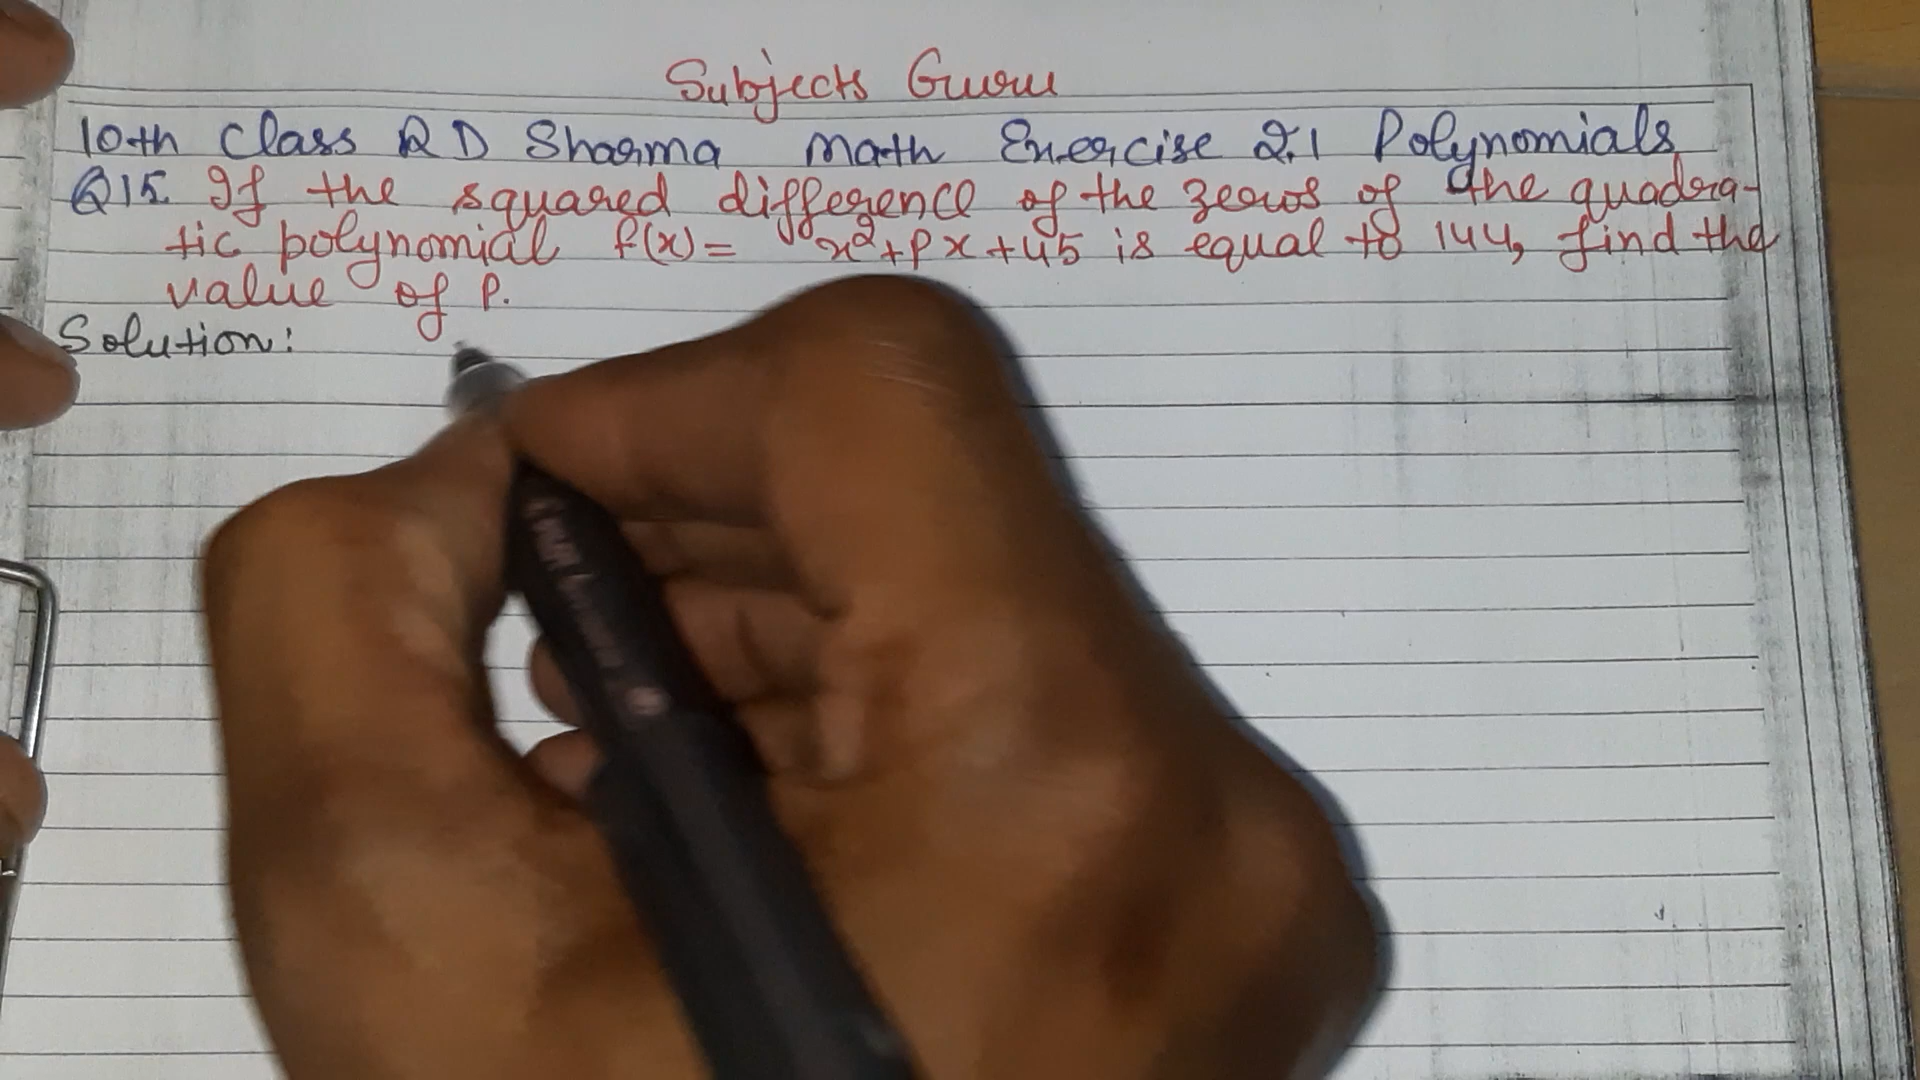 Subjects Guru
10th Class RD Sharma Math Exercise 2.1 Polynomials
Q15. If the squared difference of the zeros of the quadra-
tic polynomial f(x) = x²+px+45 is equal to 144, find the
value of p.
Solution: